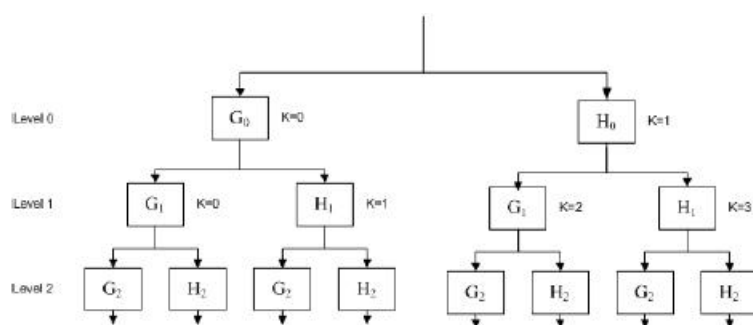 Level 0
G₀ K=0
H₀ K=1
Level 1
G₁ K=0
H₁ K=1
G₁ K=2
H₁ K=3
Level 2
G₂ H₂ G₂ H₂ G₂ H₂ G₂ H₂